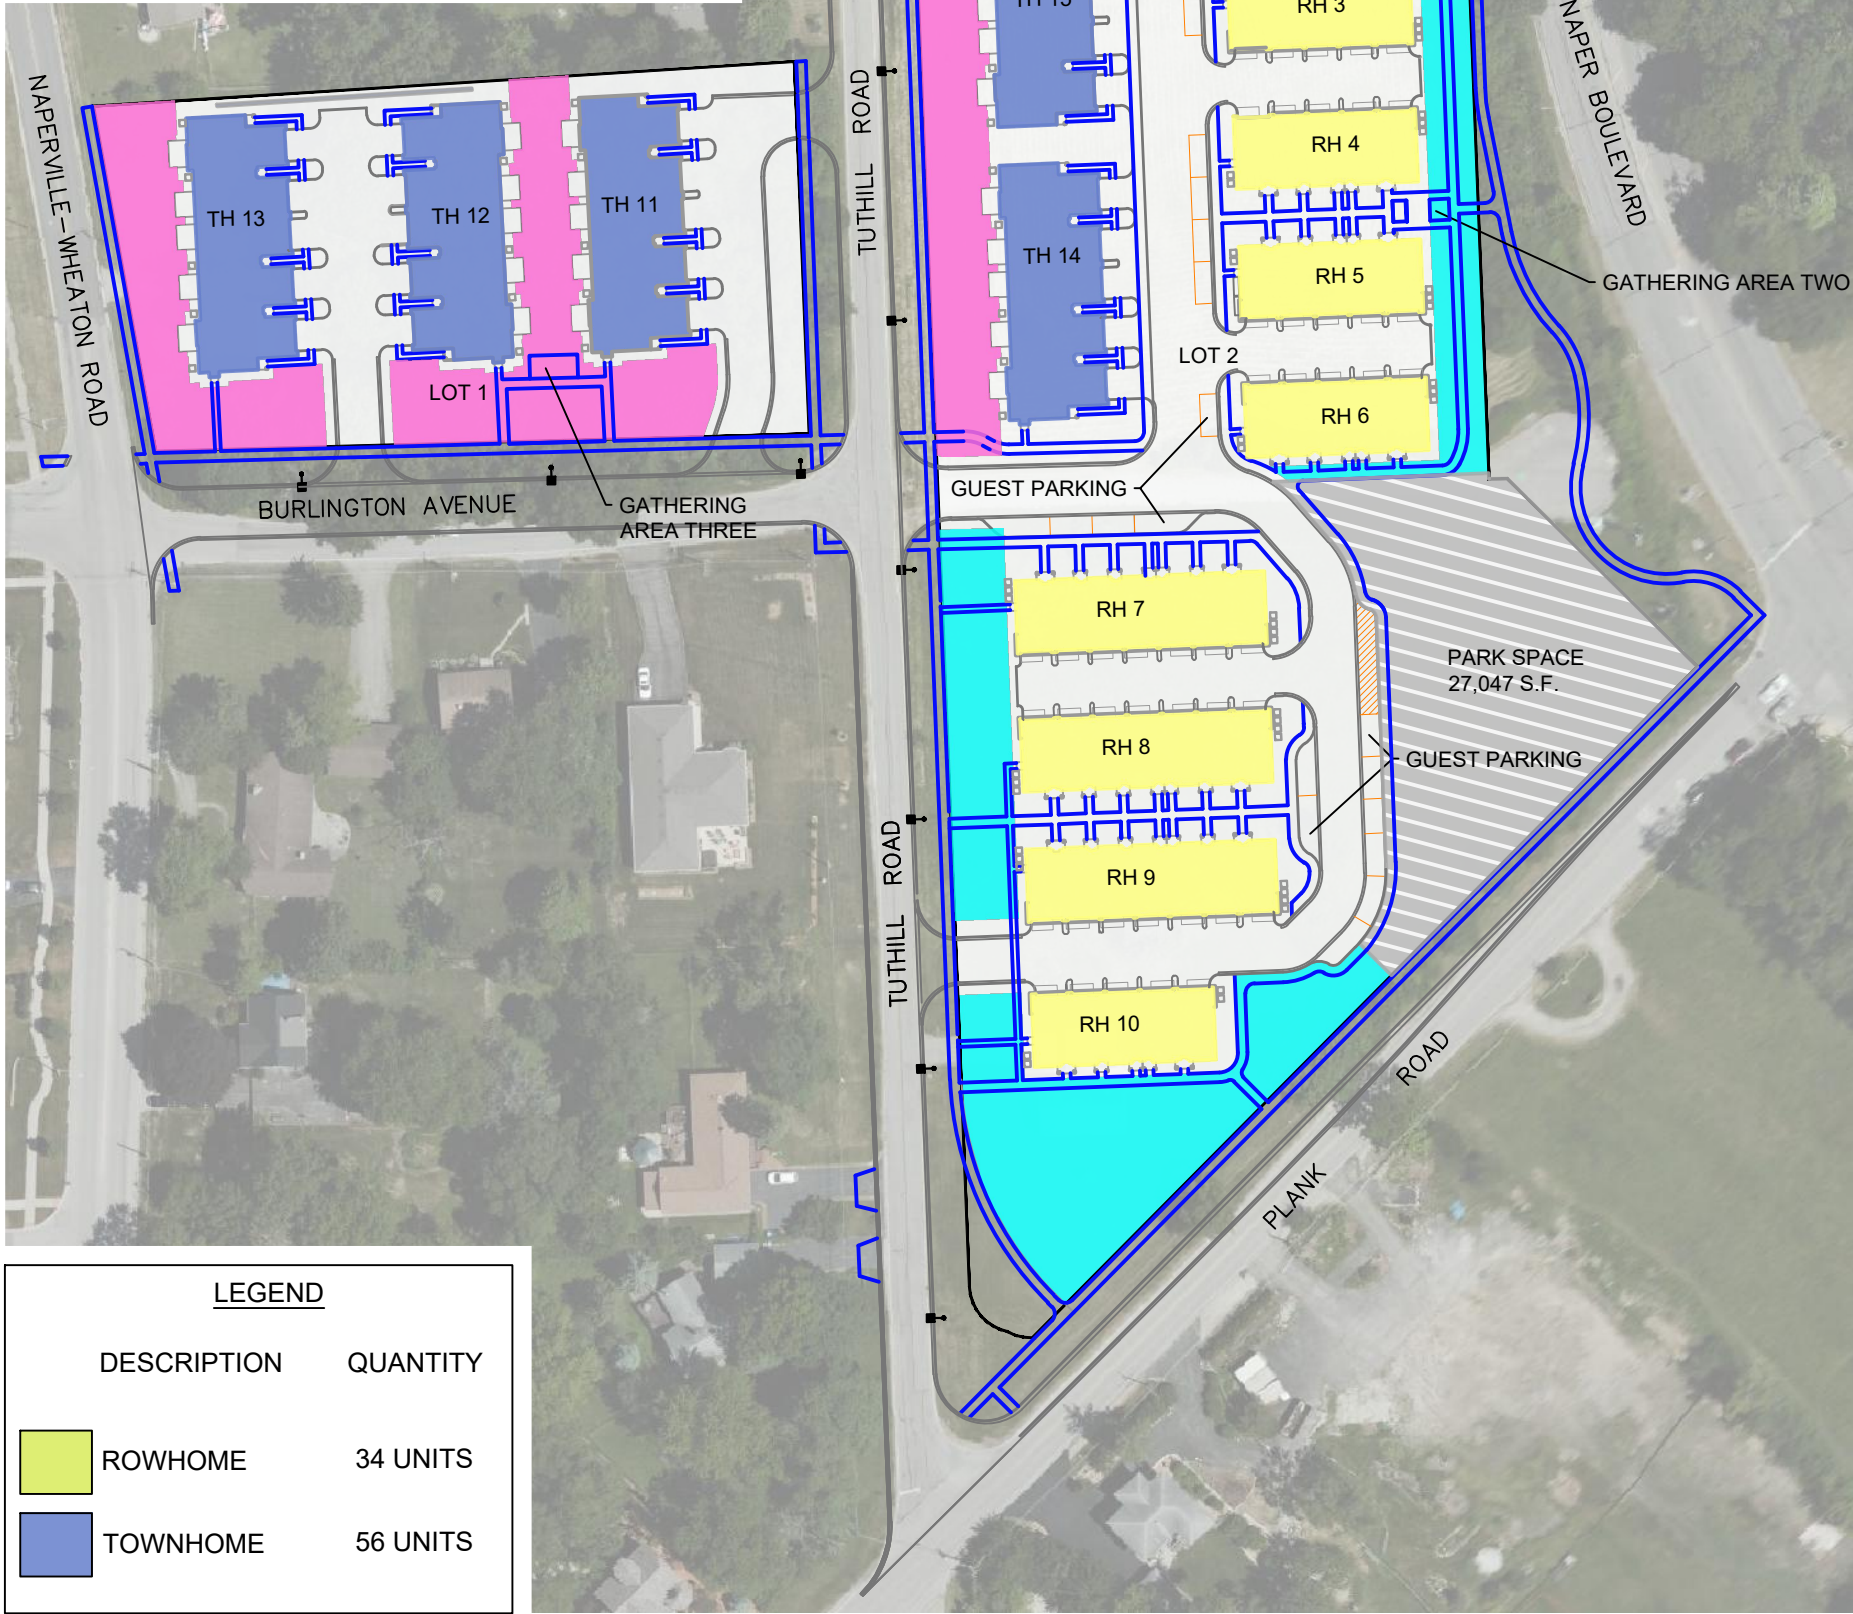 TH 15
RH 3
NAPER BOULEVARD
NAPERVILLE-WHEATON ROAD
TUTHILL ROAD
RH 4
TH 13
TH 12
TH 11
TH 14
RH 5
GATHERING AREA TWO
LOT 2
LOT 1
RH 6
GUEST PARKING
BURLINGTON AVENUE
GATHERING
AREA THREE
RH 7
PARK SPACE
27,047 S.F.
RH 8
GUEST PARKING
TUTHILL ROAD
RH 9
RH 10
PLANK ROAD
LEGEND
DESCRIPTION QUANTITY
ROWHOME 34 UNITS
TOWNHOME 56 UNITS